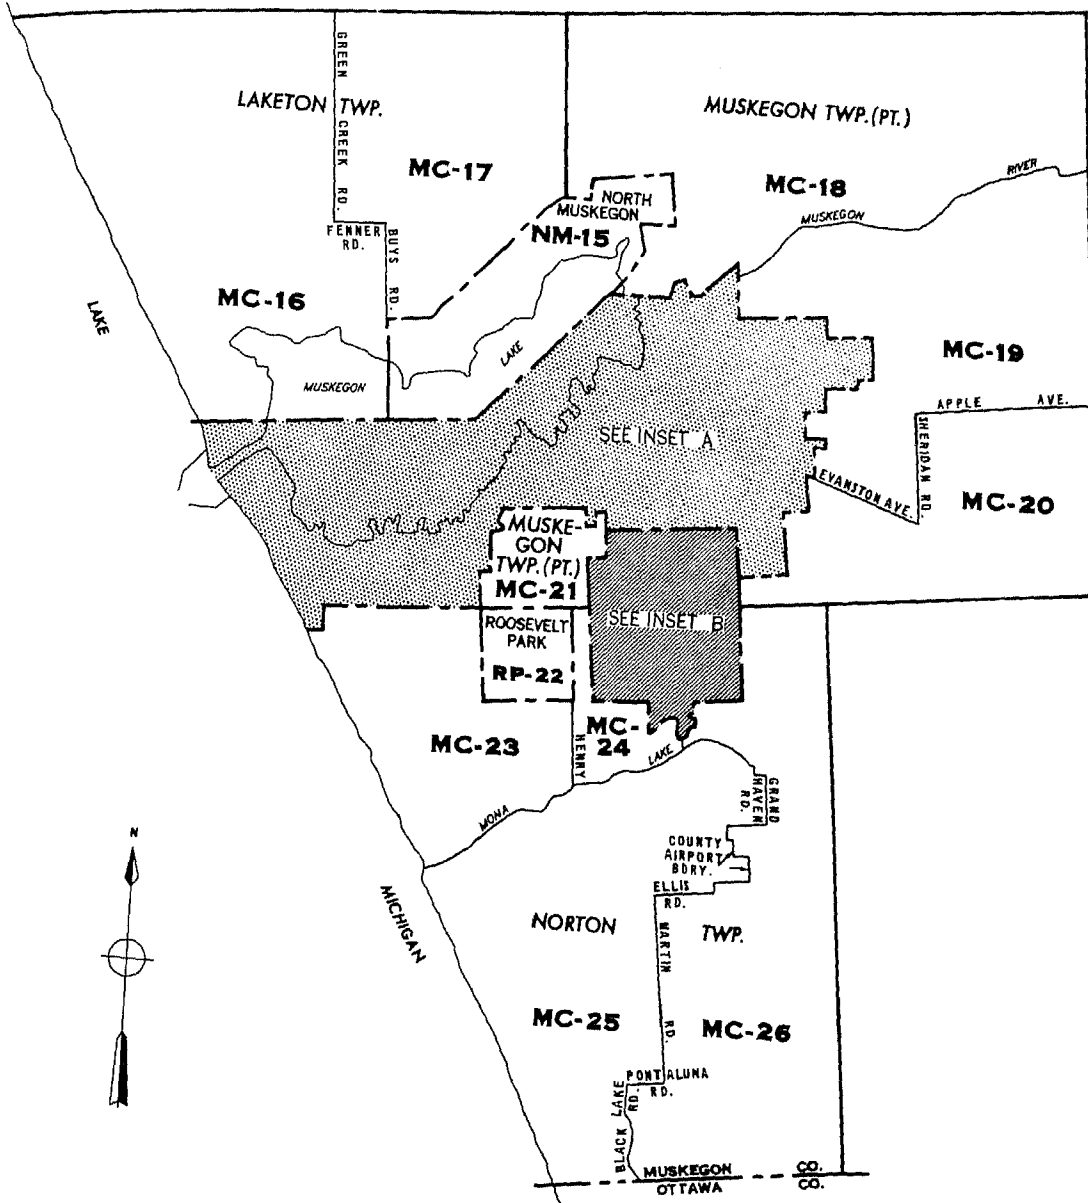 GREEN CREEK RD.
LAKETON TWP.
MUSKEGON TWP. (PT.)
MC-17
MC-18
RIVER
MUSKEGON
NORTH
MUSKEGON
NM-15
FENNER
RD.
BUYS RD.
MC-16
LAKE
LAKE
MUSKEGON
MC-19
APPLE AVE.
SHERIDAN RD.
SEE INSET A
EVANSTON AVE.
MC-20
MUSKE-
GON
TWP. (PT.)
MC-21
SEE INSET B
ROOSEVELT
PARK
RP-22
MC-23
HENRY
MC-
24
LAKE
MONA
GRAND
HAVEN
RD.
COUNTY
AIRPORT
BDRY.
ELLIS
RD.
N
MICHIGAN
NORTON TWP.
MARTIN RD.
MC-25
MC-26
PONTALUNA
RD.
BLACK LAKE
RD.
MUSKEGON CO.
OTTAWA CO.